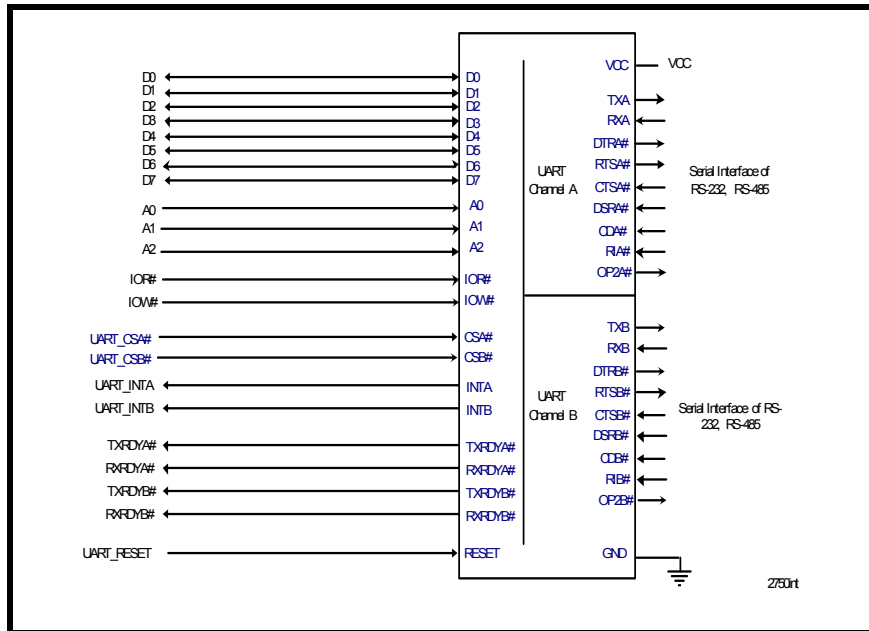 D0
D1
D2
D3
D4
D5
D6
D7
A0
A1
A2
IOR#
IOW#
UART_CSA#
UART_CSB#
UART_INTA
UART_INTB
TXRDYA#
RXRDYA#
TXRDYB#
RXRDYB#
UART_RESET
D0
D1
D2
D3
D4
D5
D6
D7
A0
A1
A2
IOR#
IOW#
CSA#
CSB#
INTA
INTB
TXRDYA#
RXRDYA#
TXRDYB#
RXRDYB#
RESET
UART
Channel A
UART
Channel B
VCC
TXA
RXA
DTRA#
RTSA#
CTSA#
DSRA#
CDA#
RIA#
OP2A#
TXB
RXB
DTRB#
RTSB#
CTSB#
DSRB#
CDB#
RIB#
OP2B#
GND
VCC
Serial Interface of
RS-232, RS-485
Serial Interface of RS-
232, RS-485
2750int